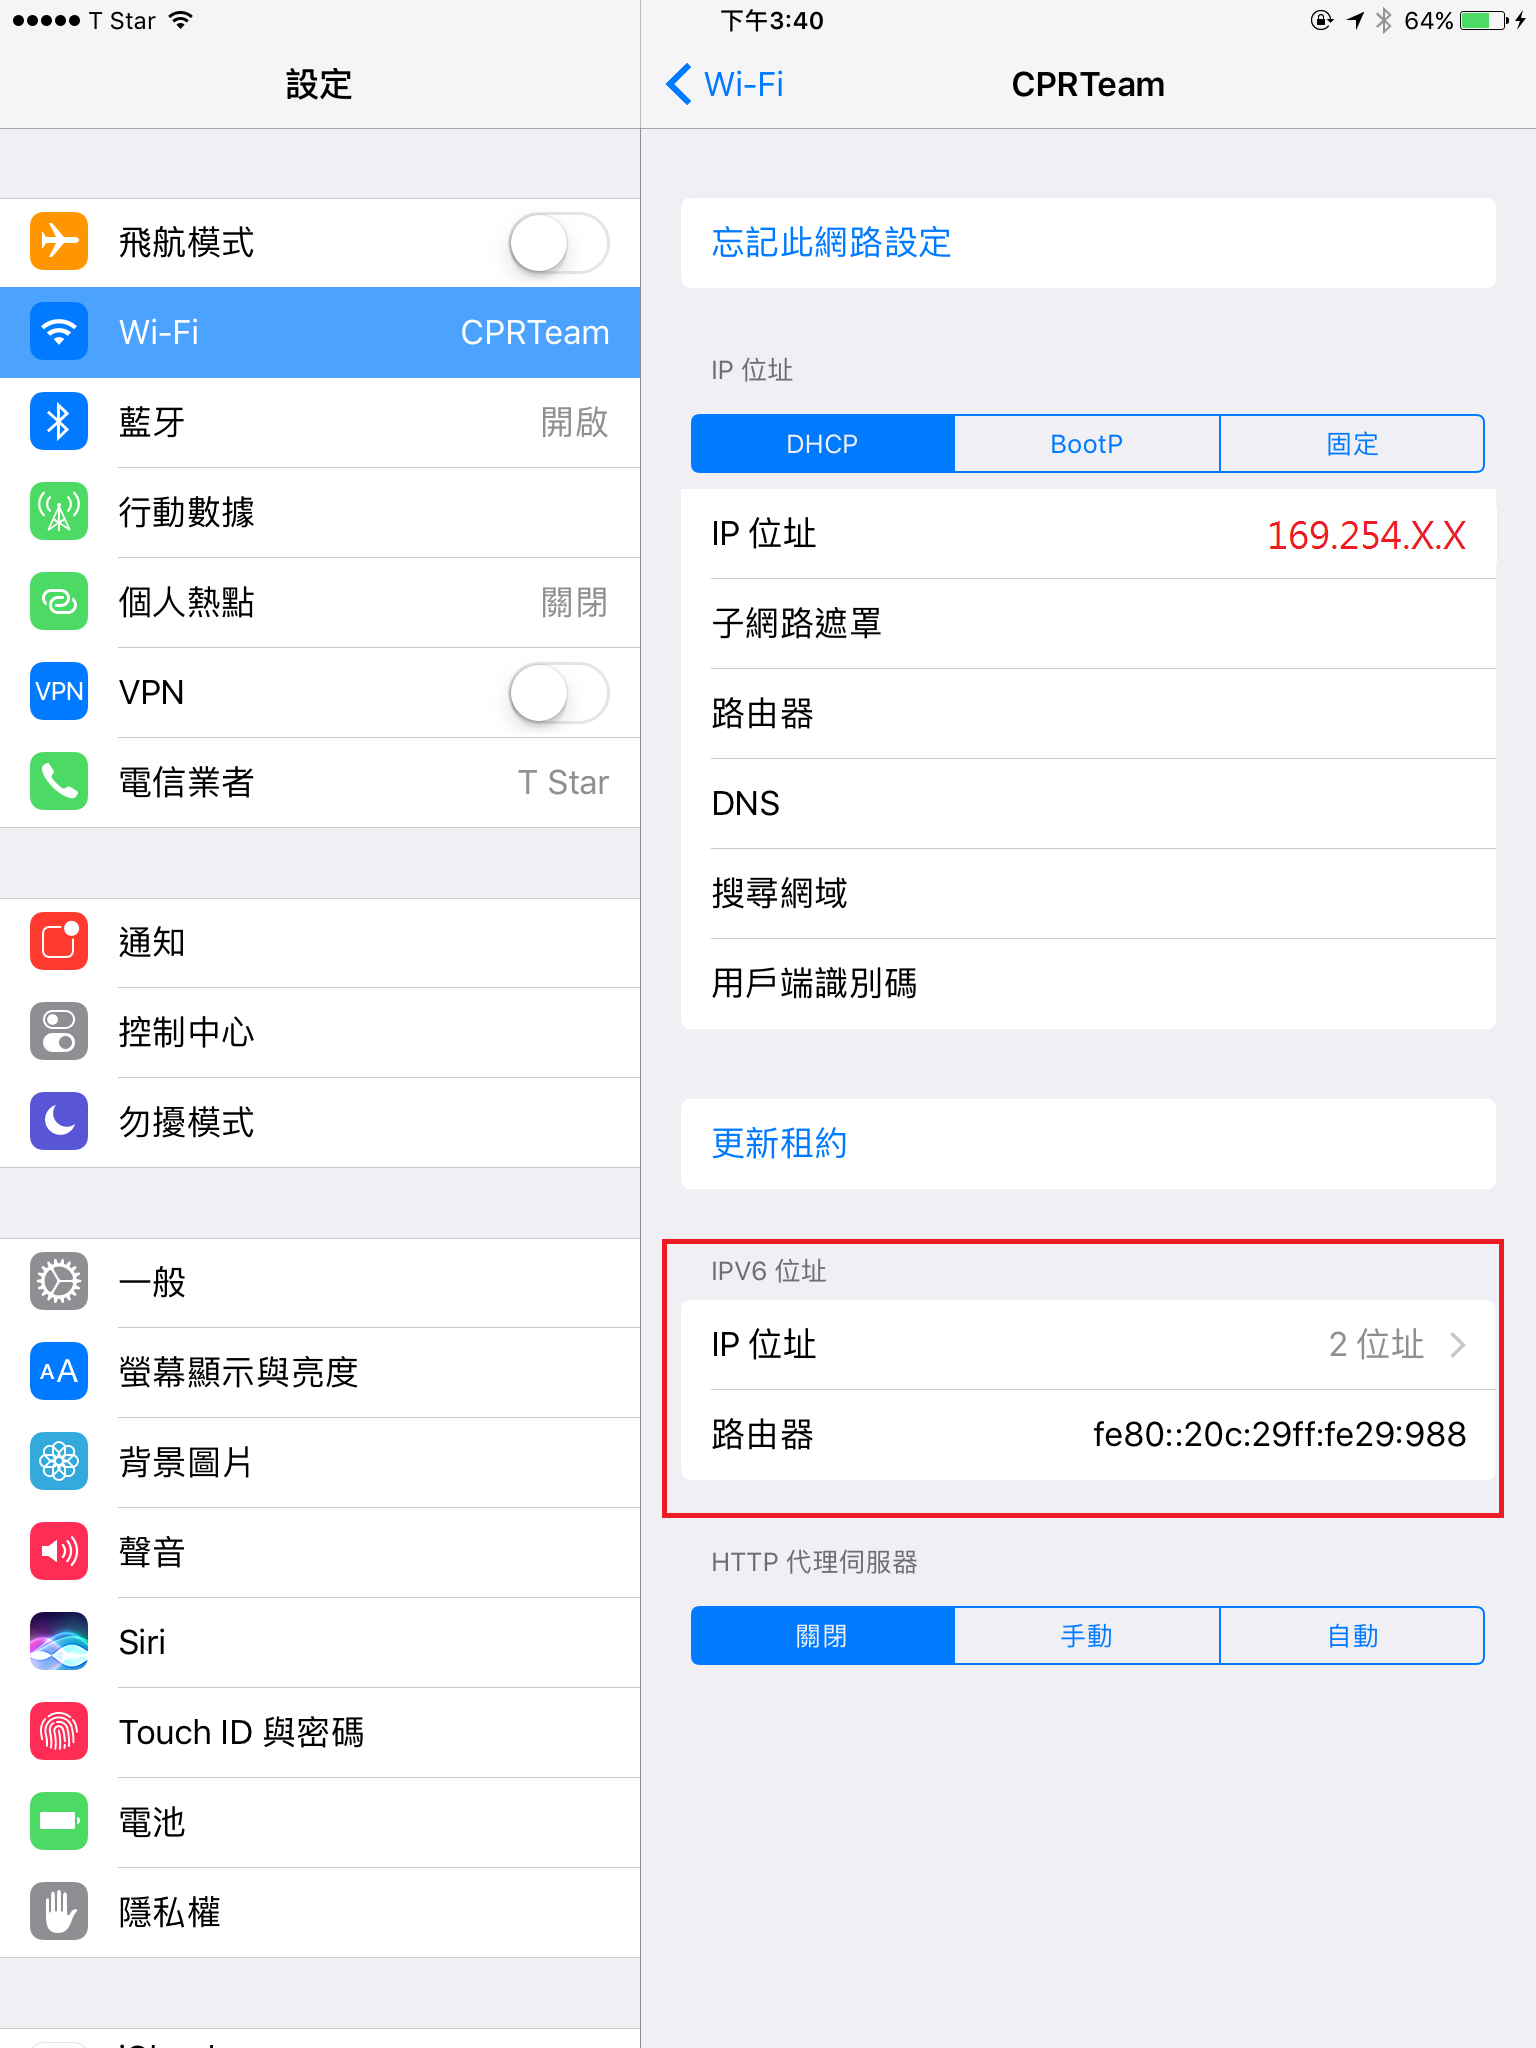 T Star
下午3:40
64%
設定
Wi-Fi
CPRTeam
飛航模式
Wi-Fi CPRTeam
藍牙 開啟
行動數據
個人熱點 關閉
VPN VPN
電信業者 T Star
通知
控制中心
勿擾模式
一般
AA 螢幕顯示與亮度
背景圖片
聲音
Siri
Touch ID 與密碼
電池
隱私權
忘記此網路設定
IP 位址
DHCP BootP 固定
IP 位址 169.254.X.X
子網路遮罩
路由器
DNS
搜尋網域
用戶端識別碼
更新租約
IPV6 位址
IP 位址 2 位址
路由器 fe80::20c:29ff:fe29:988
HTTP 代理伺服器
關閉 手動 自動